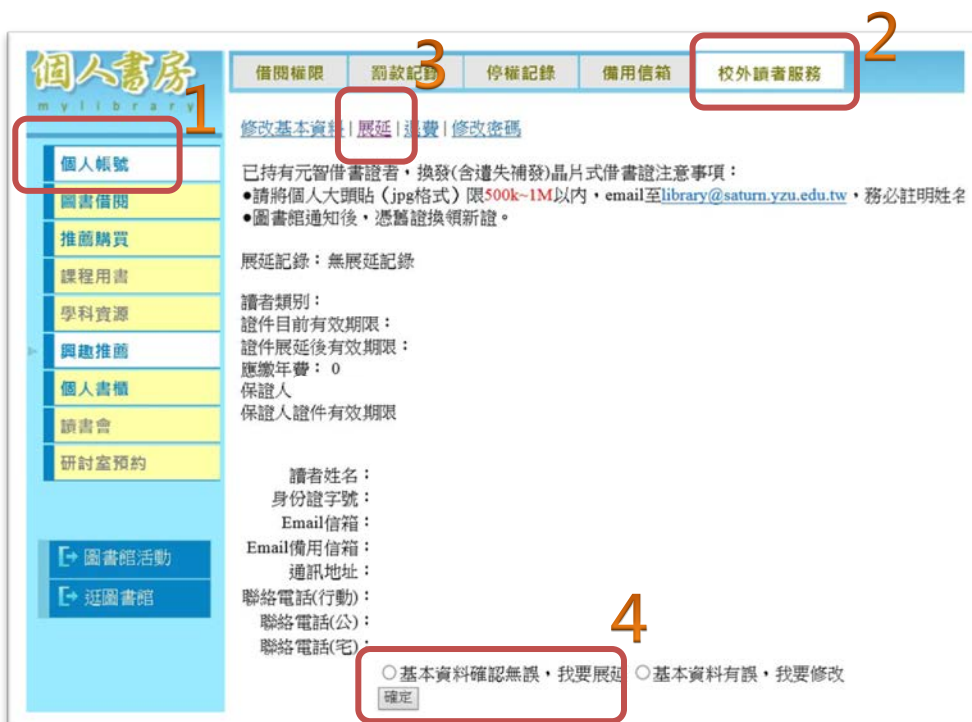 個人書房
mylibrary
1
個人帳號
圖書借閱
推薦購買
課程用書
學科資源
興趣推薦
個人書櫃
讀書會
研討室預約
圖書館活動
逛圖書館
借閱權限 罰款記錄 停權記錄 備用信箱 校外讀者服務
2
3
修改基本資料 | 展延 | 退費 | 修改密碼
已持有元智借書證者，換發(含遺失補發)晶片式借書證注意事項：
●請將個人大頭貼（jpg格式）限500k~1M以內，email至library@saturn.yzu.edu.tw，務必註明姓名
●圖書館通知後，憑舊證換領新證。
展延記錄：無展延記錄
讀者類別：
證件目前有效期限：
證件展延後有效期限：
應繳年費：0
保證人
保證人證件有效期限
讀者姓名：
身份證字號：
Email信箱：
Email備用信箱：
通訊地址：
聯絡電話(行動)：
聯絡電話(公)：
聯絡電話(宅)：
4
○基本資料確認無誤，我要展延 ○基本資料有誤，我要修改
確定